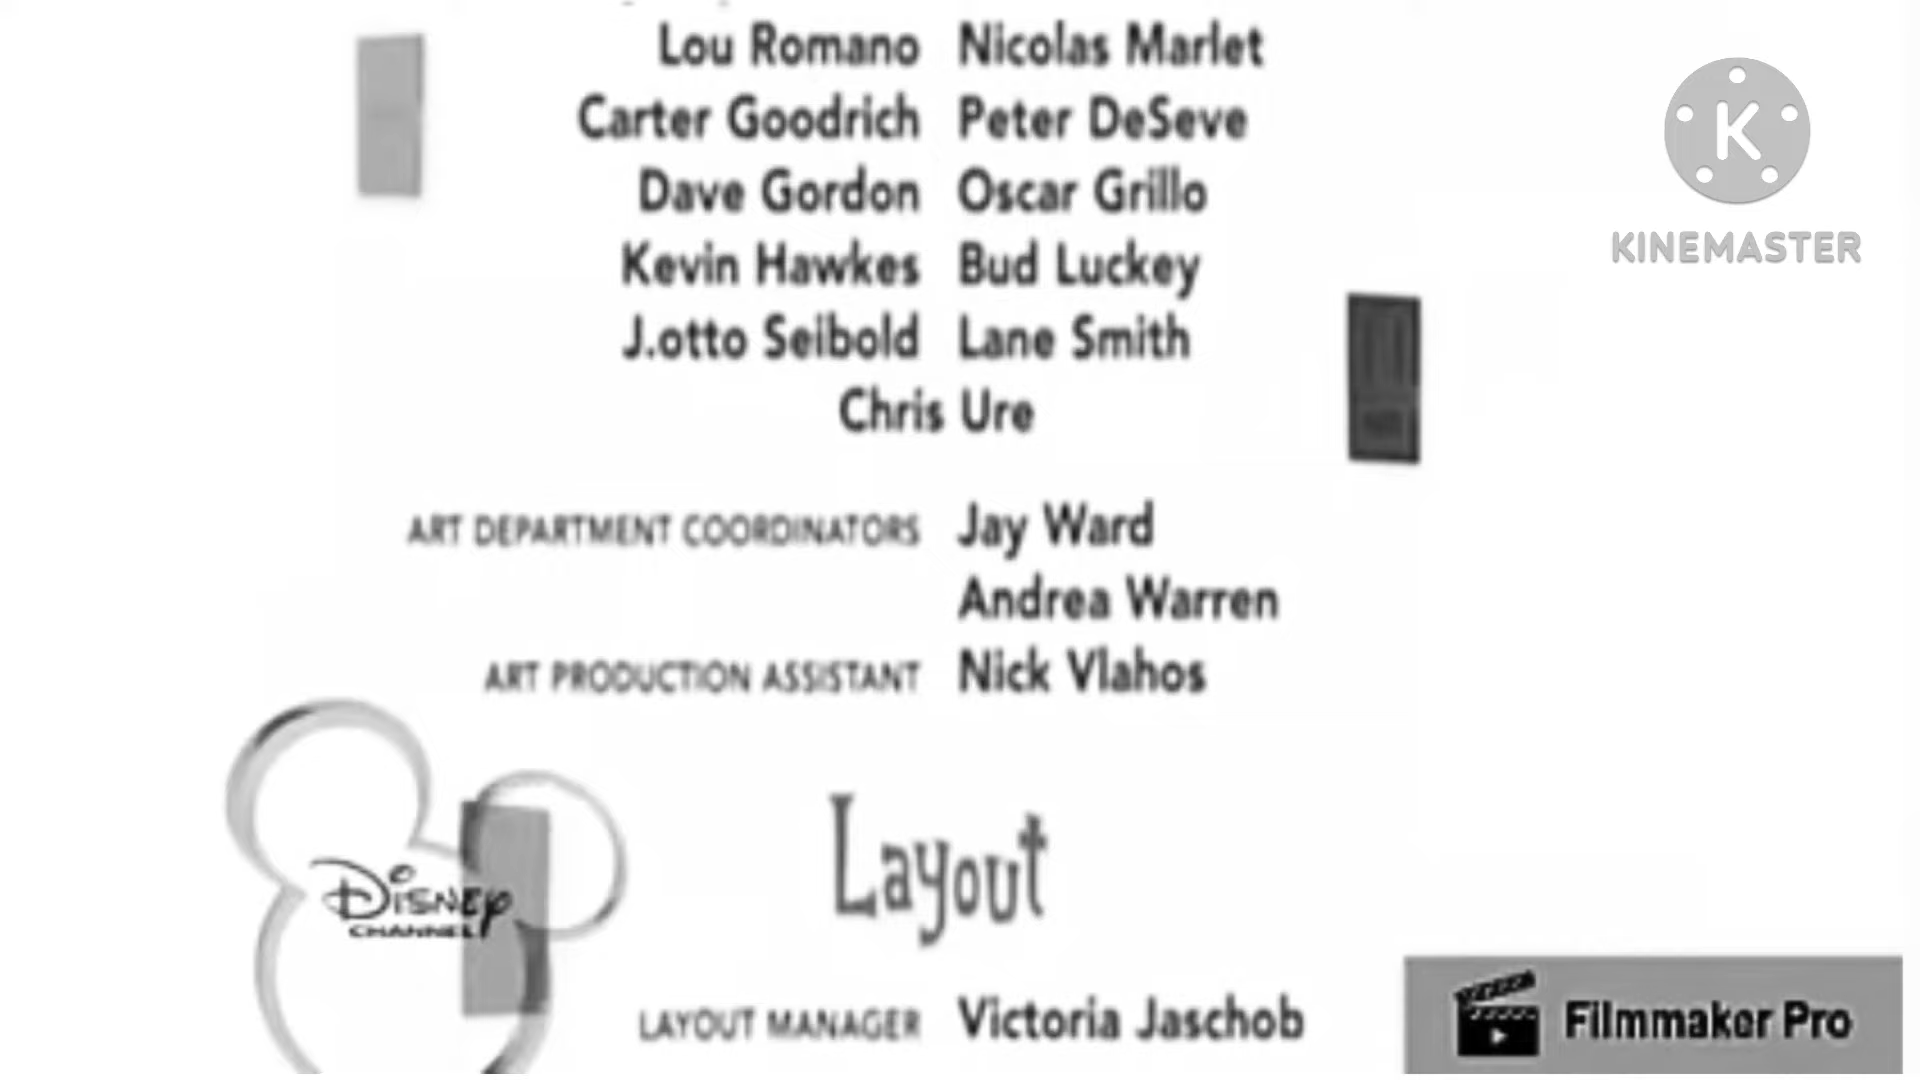 Lou Romano Nicolas Marlet
Carter Goodrich Peter DeSeve
Dave Gordon Oscar Grillo
Kevin Hawkes Bud Luckey
J.otto Seibold Lane Smith
Chris Ure
ART DEPARTMENT COORDINATORS Jay Ward
Andrea Warren
ART PRODUCTION ASSISTANT Nick Vlahos
Layout
LAYOUT MANAGER Victoria Jaschob
K
KINEMASTER
DISNEY
CHANNEL
Filmmaker Pro